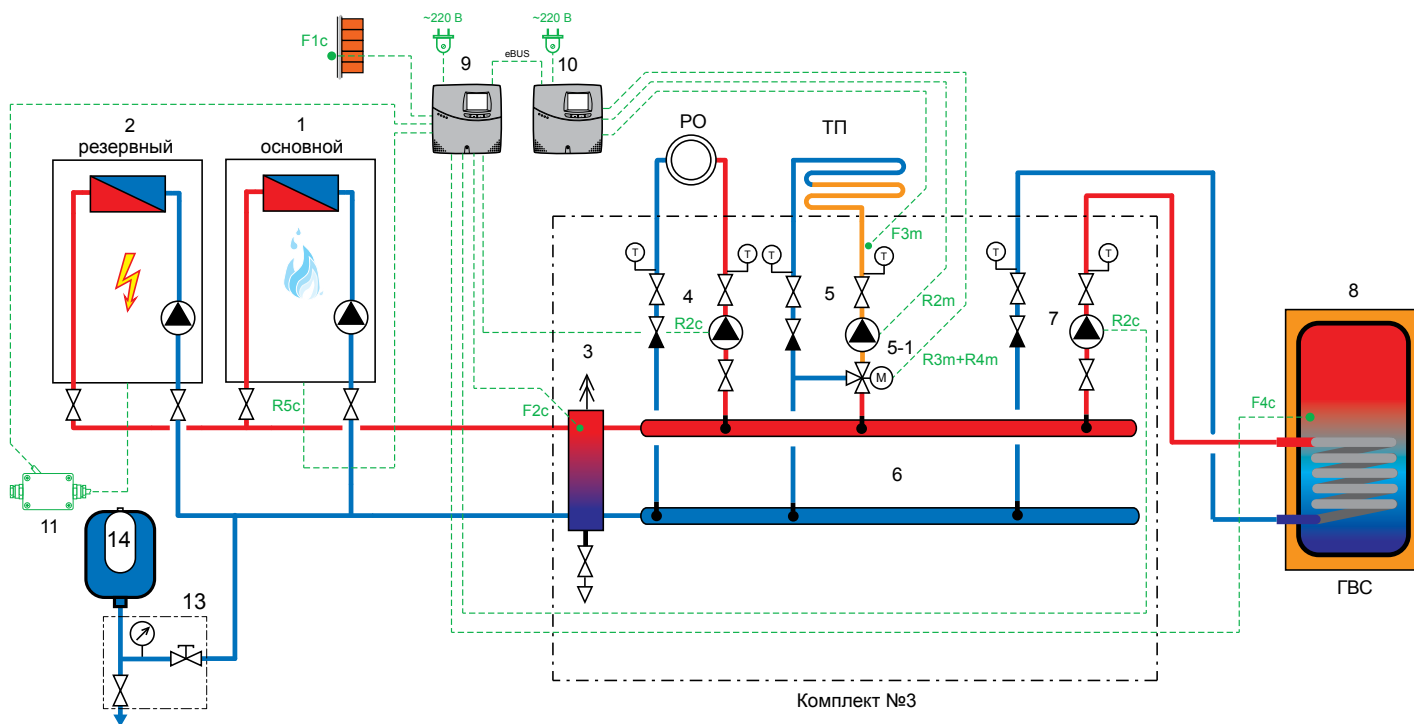 ~220 В
~220 В
F1c
9
eBUS
10
2
резервный
1
основной
РО
ТП
F3m
T
T
T
T
T
T
4
5
R2m
7
8
R2c
R2c
5-1
R3m+R4m
M
3
R5c
F2c
F4c
6
11
14
13
ГВС
Комплект №3